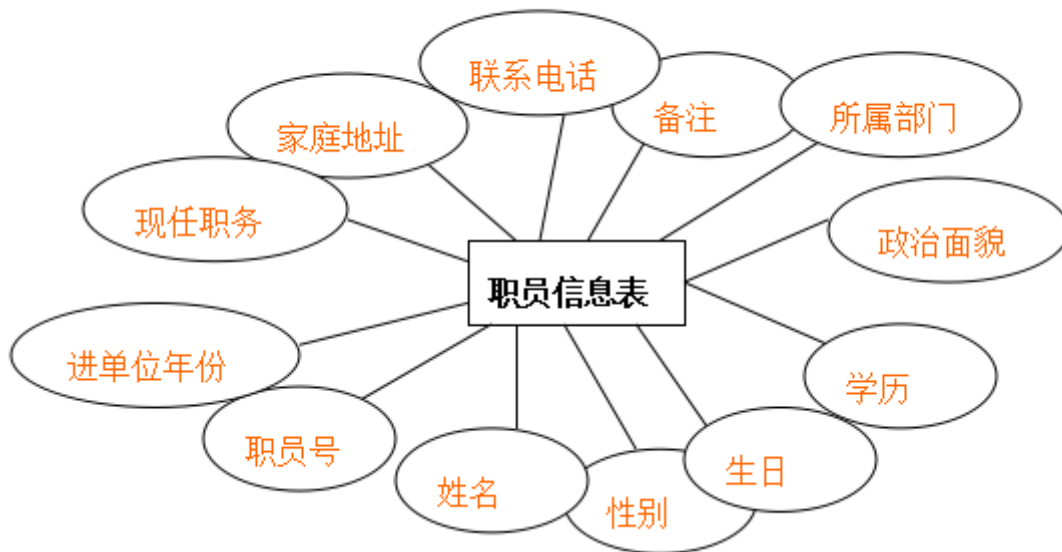 联系电话
备注
所属部门
家庭地址
现任职务
政治面貌
职员信息表
进单位年份
学历
职员号
生日
姓名
性别